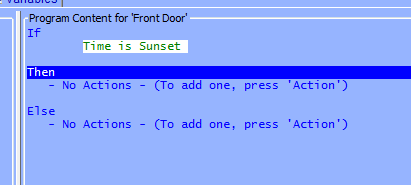 Variables
Program Content for 'Front Door'
If
Time is Sunset
Then
- No Actions - (To add one, press 'Action')
Else
- No Actions - (To add one, press 'Action')